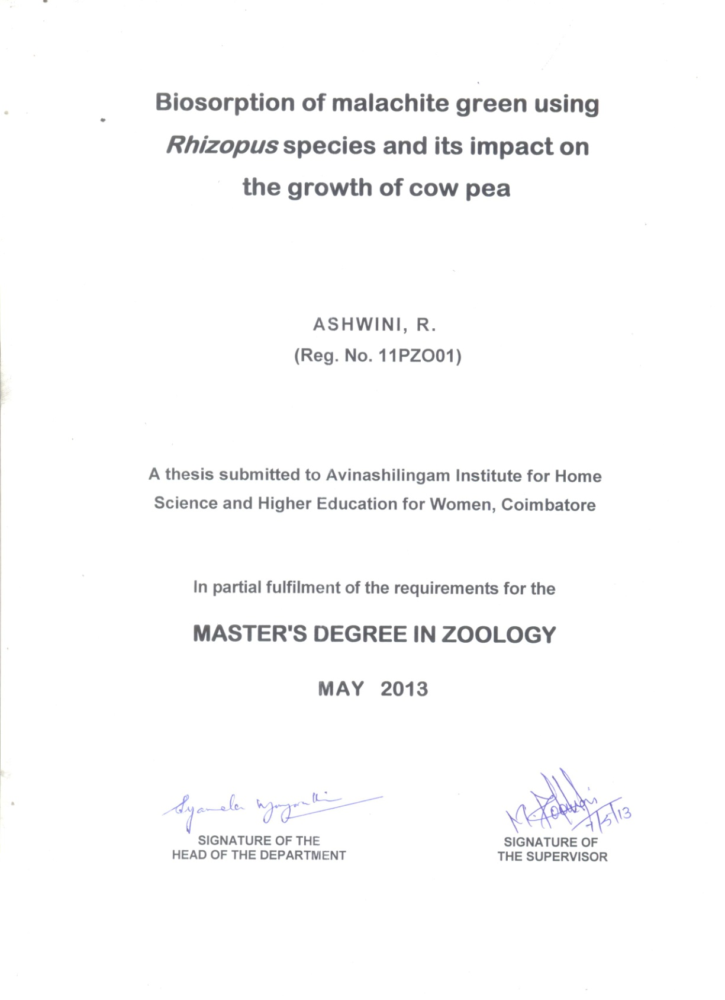 Biosorption of malachite green using
Rhizopus species and its impact on
the growth of cow pea
ASHWINI, R.
(Reg. No. 11PZO01)
A thesis submitted to Avinashilingam Institute for Home
Science and Higher Education for Women, Coimbatore
In partial fulfilment of the requirements for the
MASTER'S DEGREE IN ZOOLOGY
MAY 2013
Syamala
7/5/13
SIGNATURE OF THE
HEAD OF THE DEPARTMENT
SIGNATURE OF
THE SUPERVISOR